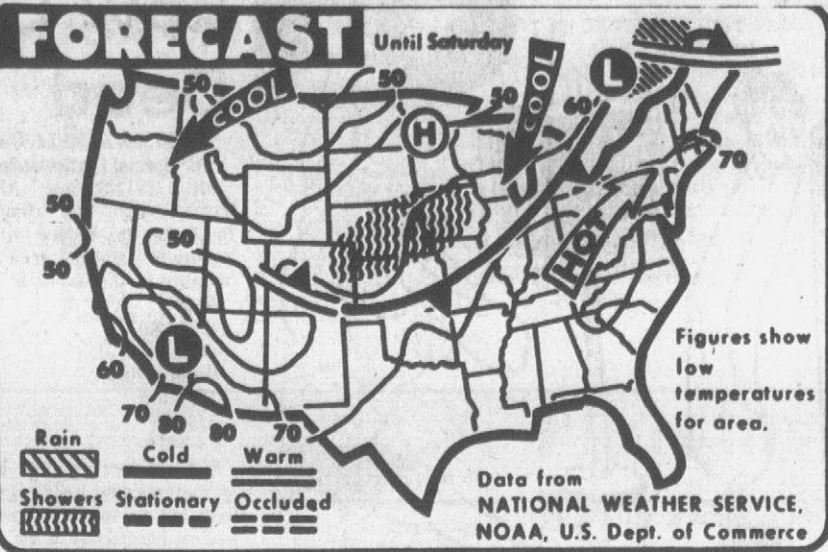 FORECAST
Until Saturday
50
COOL
50
H
50
COOL
60
L
70
50
50
50
HOT
L
60
70
80
80
70
Figures show
low
temperatures
for area.
Rain
Cold
Warm
Showers
Stationary
Occluded
Data from
NATIONAL WEATHER SERVICE,
NOAA, U.S. Dept. of Commerce